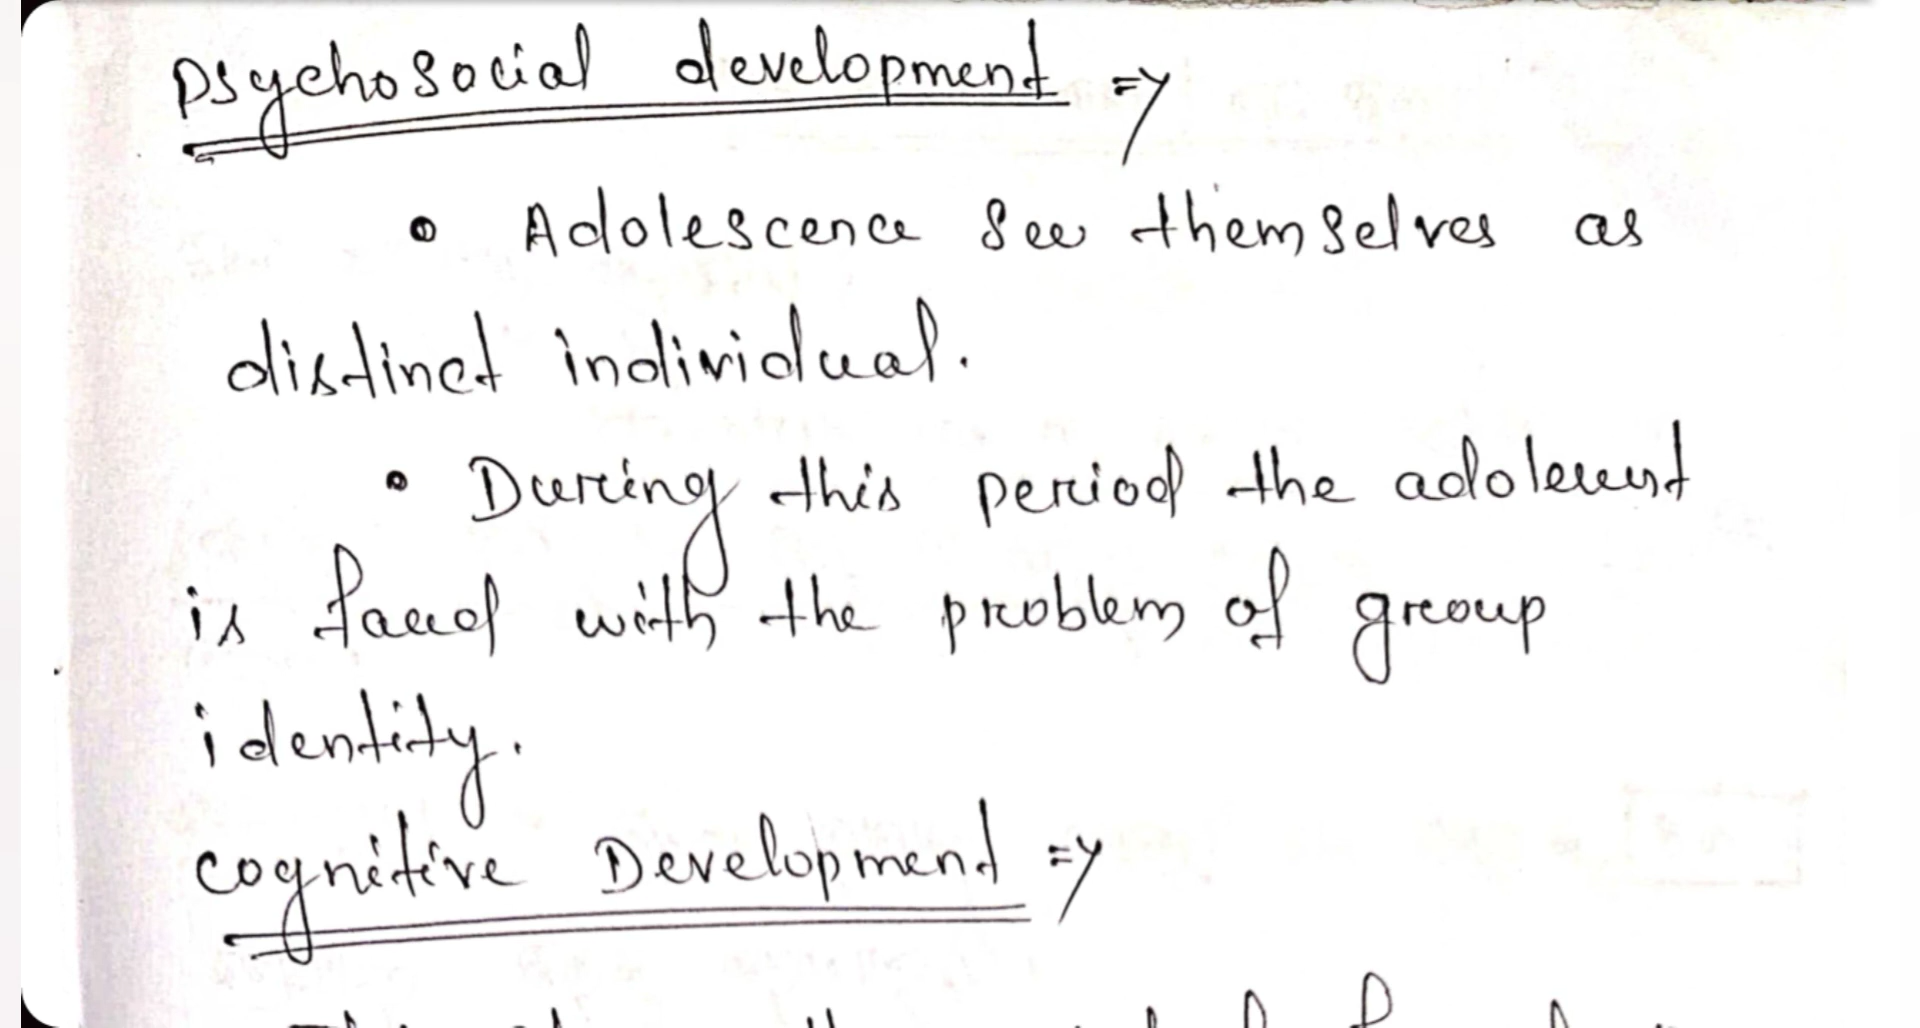 Psychosocial development =>
• Adolescence see themselves as
distinct individual.
• During this period the adolescent
is faced with the problem of group
identity.
cognitive Development =>